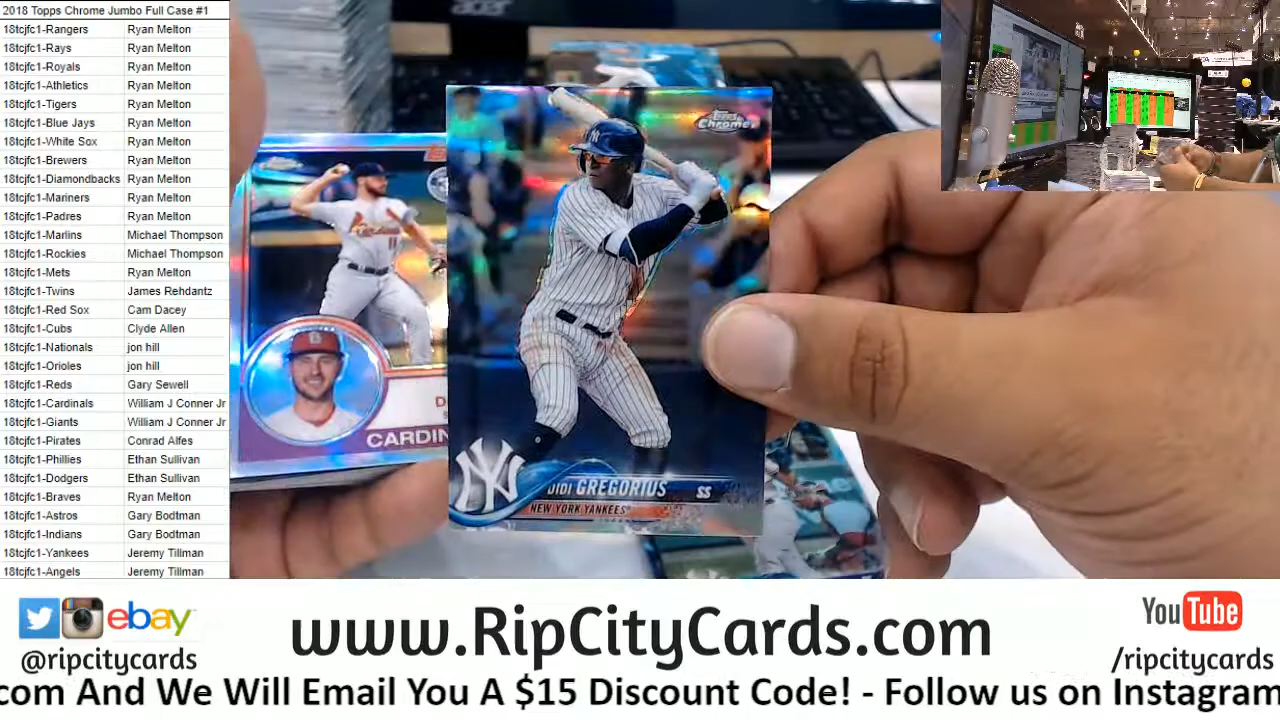 2018 Topps Chrome Jumbo Full Case #1
18tcjfc1-Rangers Ryan Melton
18tcjfc1-Rays Ryan Melton
18tcjfc1-Royals Ryan Melton
18tcjfc1-Athletics Ryan Melton
18tcjfc1-Tigers Ryan Melton
18tcjfc1-Blue Jays Ryan Melton
18tcjfc1-White Sox Ryan Melton
18tcjfc1-Brewers Ryan Melton
18tcjfc1-Diamondbacks Ryan Melton
18tcjfc1-Mariners Ryan Melton
18tcjfc1-Padres Ryan Melton
18tcjfc1-Marlins Michael Thompson
18tcjfc1-Rockies Michael Thompson
18tcjfc1-Mets Ryan Melton
18tcjfc1-Twins James Rehdantz
18tcjfc1-Red Sox Cam Dacey
18tcjfc1-Cubs Clyde Allen
18tcjfc1-Nationals jon hill
18tcjfc1-Orioles jon hill
18tcjfc1-Reds Gary Sewell
18tcjfc1-Cardinals William J Conner Jr
18tcjfc1-Giants William J Conner Jr
18tcjfc1-Pirates Conrad Alfes
18tcjfc1-Phillies Ethan Sullivan
18tcjfc1-Dodgers Ethan Sullivan
18tcjfc1-Braves Ryan Melton
18tcjfc1-Astros Gary Bodtman
18tcjfc1-Indians Gary Bodtman
18tcjfc1-Yankees Jeremy Tillman
18tcjfc1-Angels Jeremy Tillman
acer
Topps
Chrome
NY
DIDI GREGORIUS SS
NEW YORK YANKEES
CARDIN
ebay
@ripcitycards
www.RipCityCards.com
YouTube
/ripcitycards
com And We Will Email You A $15 Discount Code! - Follow us on Instagram